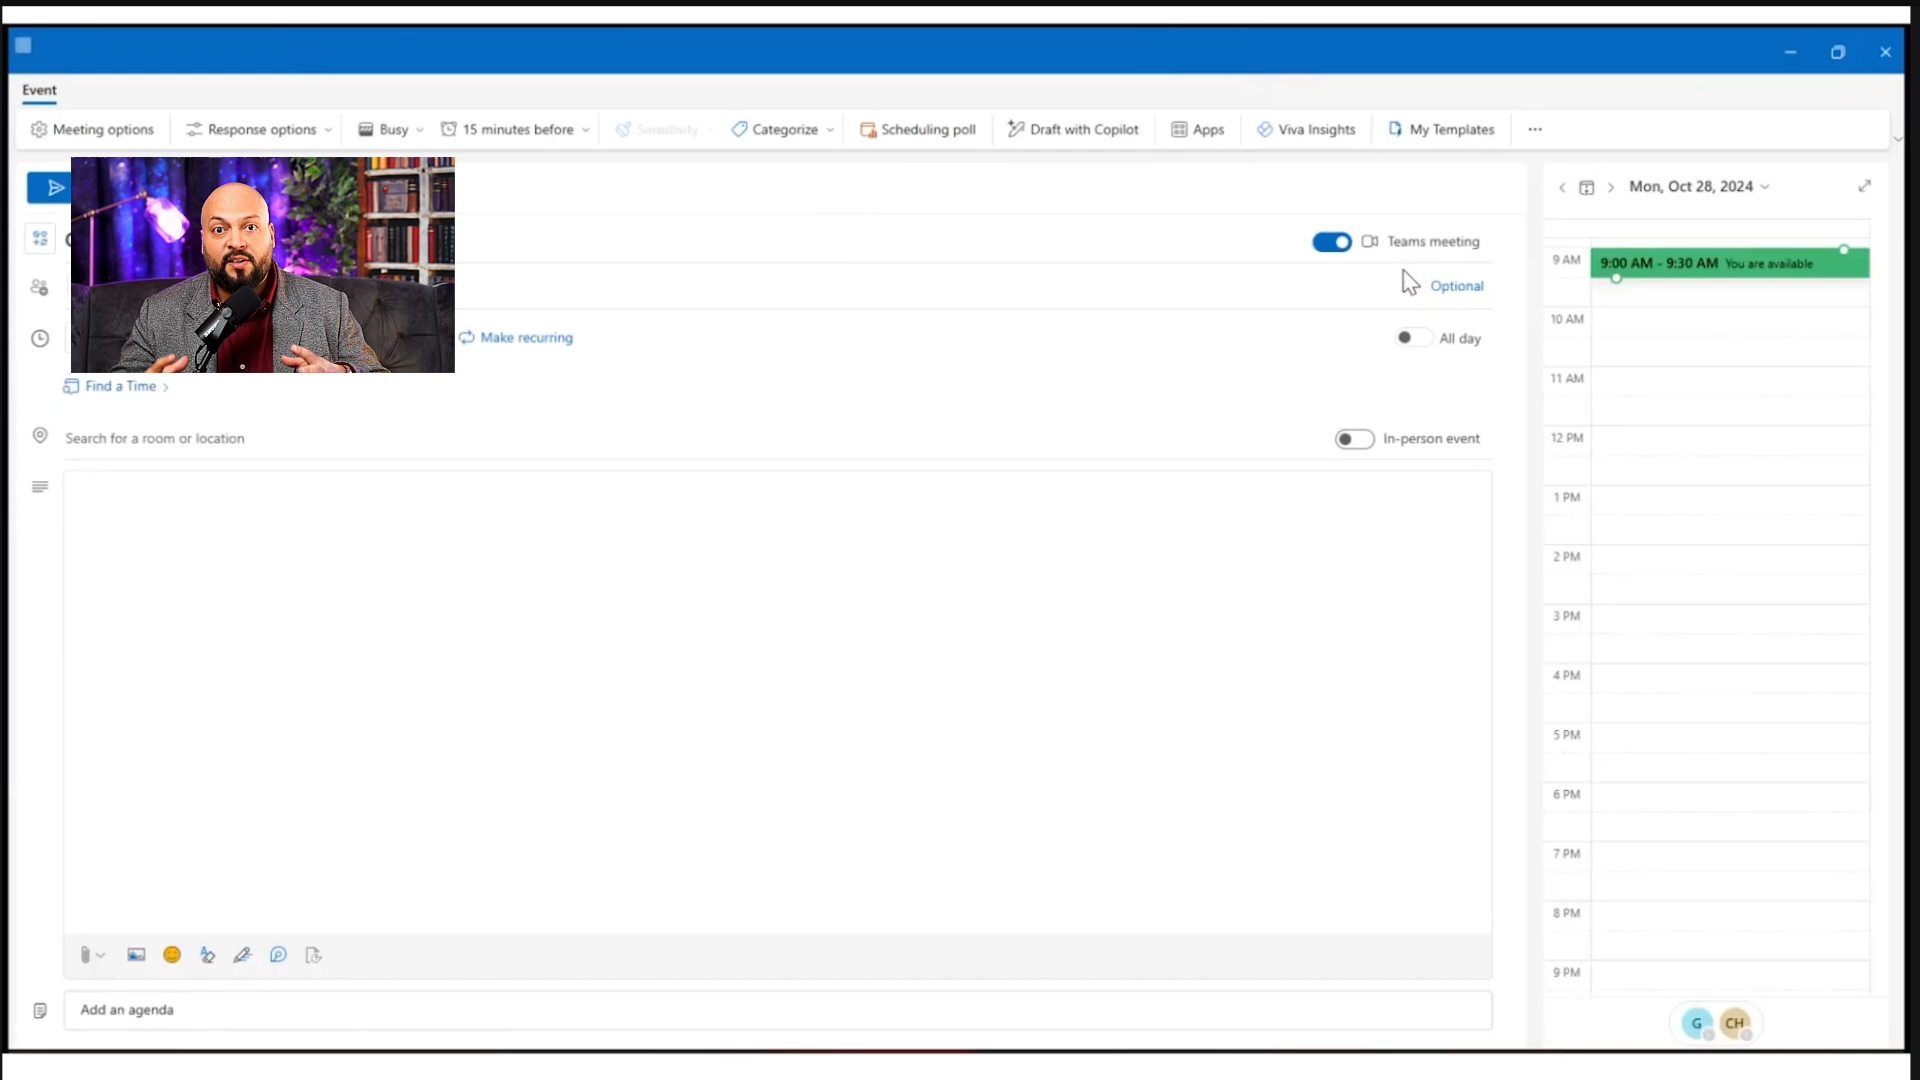 Event
Meeting options
Response options
Busy
15 minutes before
Sensitivity
Categorize
Scheduling poll
Draft with Copilot
Apps
Viva Insights
My Templates
Teams meeting
Optional
Make recurring
All day
Find a Time
Search for a room or location
In-person event
Add an agenda
Mon, Oct 28, 2024
9 AM
9:00 AM - 9:30 AM You are available
10 AM
11 AM
12 PM
1 PM
2 PM
3 PM
4 PM
5 PM
6 PM
7 PM
8 PM
9 PM
G
CH